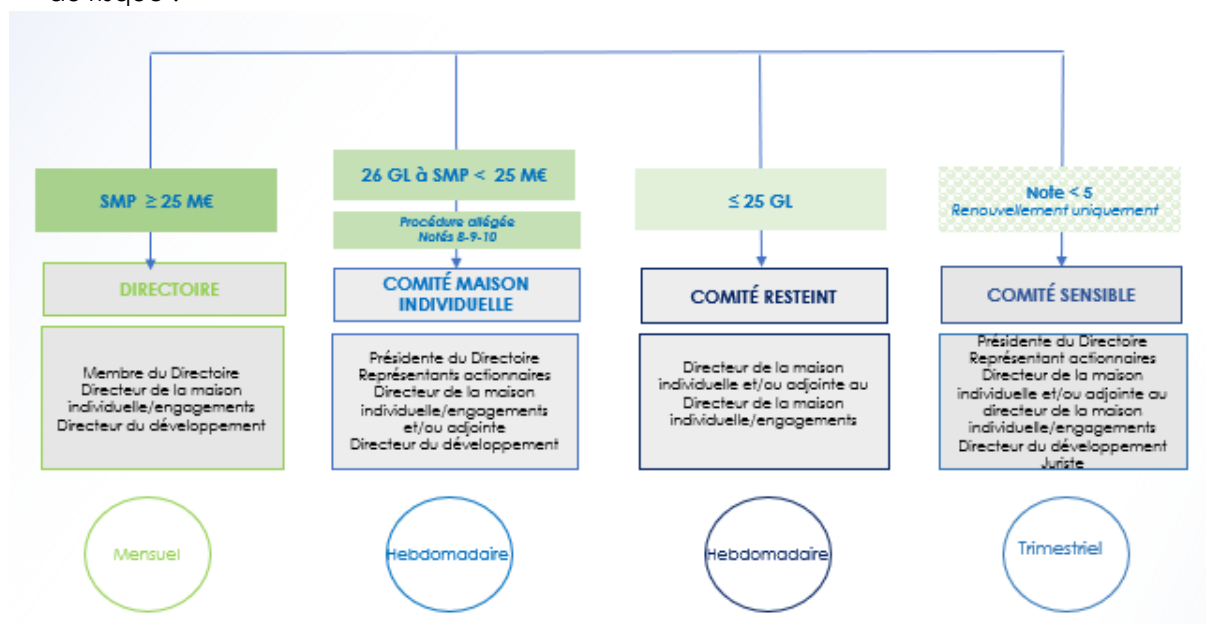 de risque :
SMP ≥ 25 M€
26 GL à SMP < 25 M€
Procédure allégée
Notés 8-9-10
≤ 25 GL
Note < 5
Renouvellement uniquement
DIRECTOIRE
COMITÉ MAISON
INDIVIDUELLE
COMITÉ RESTEINT
COMITÉ SENSIBLE
Membre du Directoire
Directeur de la maison
individuelle/engagements
Directeur du développement
Présidente du Directoire
Représentants actionnaires
Directeur de la maison
individuelle/engagements
et/ou adjointe
Directeur du développement
Directeur de la maison
individuelle et/ou adjointe au
Directeur de la maison
individuelle/engagements
Présidente du Directoire
Représentant actionnaires
Directeur de la maison
individuelle et/ou adjointe au
directeur de la maison
individuelle/engagements
Directeur du développement
Juriste
Mensuel
Hebdomadaire
Hebdomadaire
Trimestriel